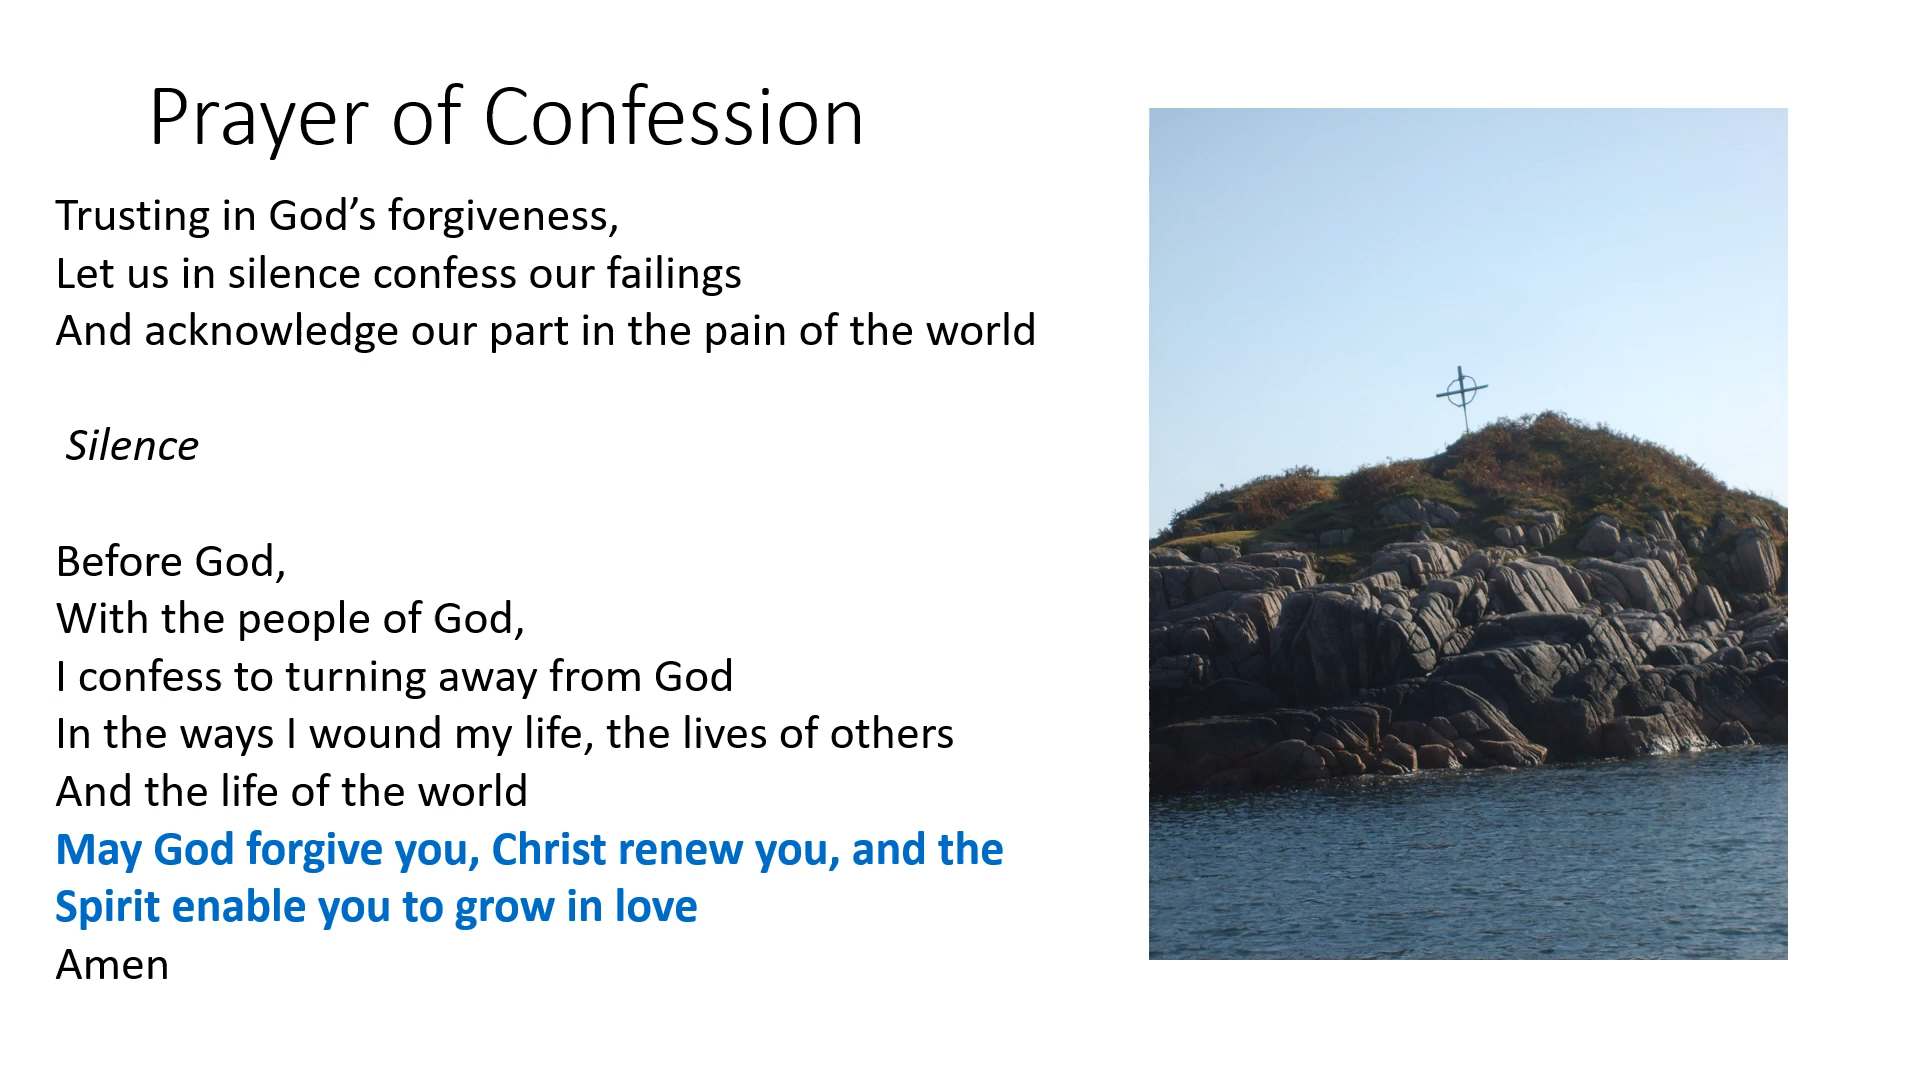 Prayer of Confession
Trusting in God’s forgiveness,
Let us in silence confess our failings
And acknowledge our part in the pain of the world
Silence
Before God,
With the people of God,
I confess to turning away from God
In the ways I wound my life, the lives of others
And the life of the world
May God forgive you, Christ renew you, and the
Spirit enable you to grow in love
Amen